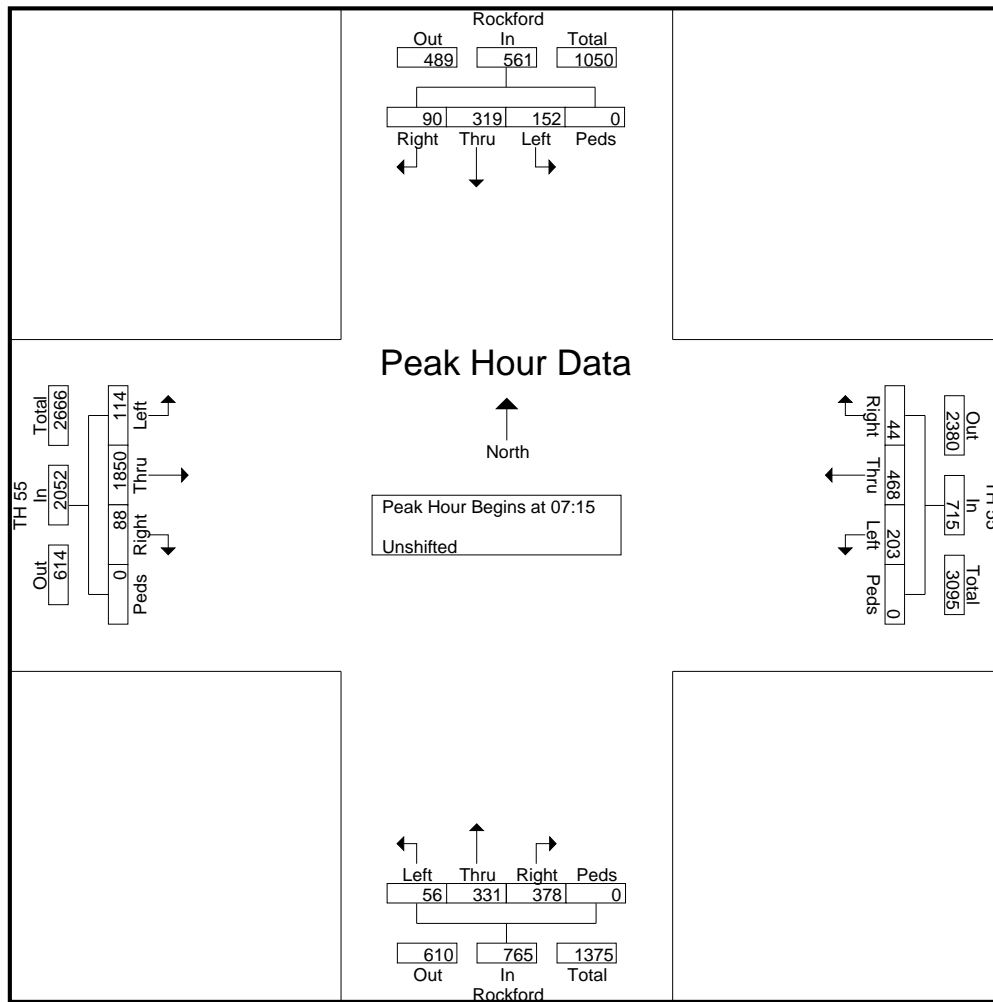 Rockford
Out In Total
489 561 1050
90 319 152 0
Right Thru Left Peds
Peak Hour Data
North
Peak Hour Begins at 07:15
Unshifted
TH 55
Total In Out
2666 2052 614
114 1850 88 0
Left Thru Right Peds
Right Thru Left Peds
44 468 203 0
Out In Total
2380 715 3095
TH 55
Left Thru Right Peds
56 331 378 0
610 765 1375
Out In Total
Rockford